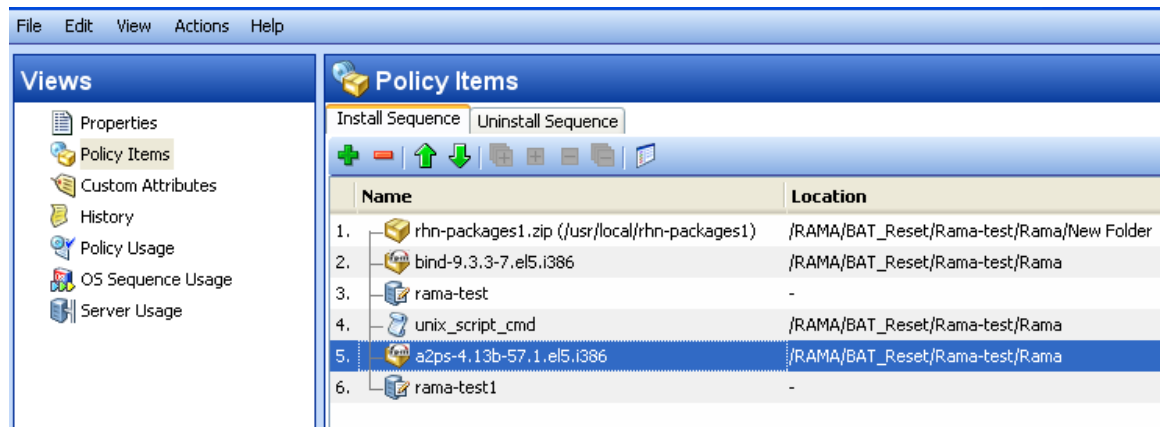 File Edit View Actions Help
Views
Properties
Policy Items
Custom Attributes
History
Policy Usage
OS Sequence Usage
Server Usage
Policy Items
Install Sequence Uninstall Sequence
Name Location
1. rhn-packages1.zip (/usr/local/rhn-packages1) /RAMA/BAT_Reset/Rama-test/Rama/New Folder
2. bind-9.3.3-7.el5.i386 /RAMA/BAT_Reset/Rama-test/Rama
3. rama-test -
4. unix_script_cmd /RAMA/BAT_Reset/Rama-test/Rama
5. a2ps-4.13b-57.1.el5.i386 /RAMA/BAT_Reset/Rama-test/Rama
6. rama-test1 -